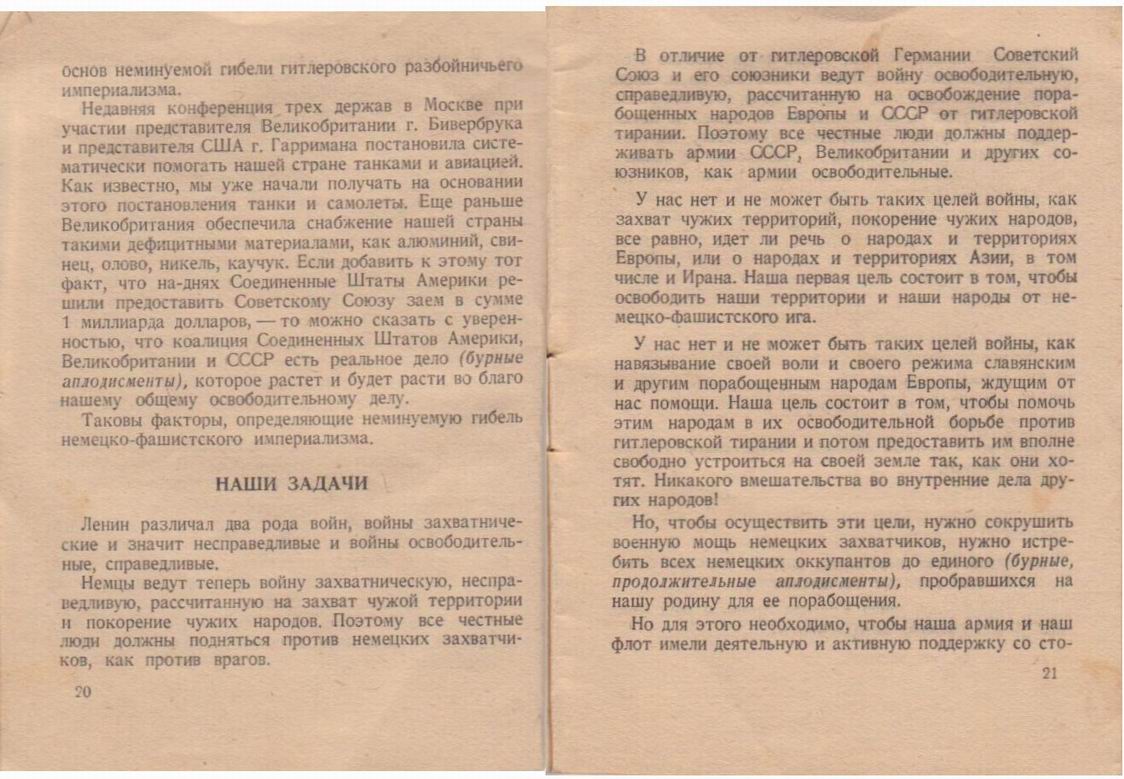 основ неминуемой гибели гитлеровского разбойничьего
империализма.
Недавняя конференция трех держав в Москве при
участии представителя Великобритании г. Бивербрука
и представителя США г. Гарримана постановила систе-
матически помогать нашей стране танками и авиацией.
Как известно, мы уже начали получать на основании
этого постановления танки и самолеты. Еще раньше
Великобритания обеспечила снабжение нашей страны
такими дефицитными материалами, как алюминий, сви-
нец, олово, никель, каучук. Если добавить к этому тот
факт, что на-днях Соединенные Штаты Америки ре-
шили предоставить Советскому Союзу заем в сумме
1 миллиарда долларов, — то можно сказать с уверен-
ностью, что коалиция Соединенных Штатов Америки,
Великобритании и СССР есть реальное дело (бурные
аплодисменты), которое растет и будет расти во благо
нашему общему освободительному делу.
Таковы факторы, определяющие неминуемую гибель
немецко-фашистского империализма.
НАШИ ЗАДАЧИ
Ленин различал два рода войн, войны захватниче-
ские и значит несправедливые и войны освободитель-
ные, справедливые.
Немцы ведут теперь войну захватническую, неспра-
ведливую, рассчитанную на захват чужой территории
и покорение чужих народов. Поэтому все честные
люди должны подняться против немецких захватчи-
ков, как против врагов.
20
В отличие от гитлеровской Германии Советский
Союз и его союзники ведут войну освободительную,
справедливую, рассчитанную на освобождение пора-
бощенных народов Европы и СССР от гитлеровской
тирании. Поэтому все честные люди должны поддер-
живать армии СССР, Великобритании и других со-
юзников, как армии освободительные.
У нас нет и не может быть таких целей войны, как
захват чужих территорий, покорение чужих народов,
все равно, идет ли речь о народах и территориях
Европы, или о народах и территориях Азии, в том
числе и Ирана. Наша первая цель состоит в том, чтобы
освободить наши территории и наши народы от не-
мецко-фашистского ига.
У нас нет и не может быть таких целей войны, как
навязывание своей воли и своего режима славянским
и другим порабощенным народам Европы, ждущим от
нас помощи. Наша цель состоит в том, чтобы помочь
этим народам в их освободительной борьбе против
гитлеровской тирании и потом предоставить им вполне
свободно устроиться на своей земле так, как они хо-
тят. Никакого вмешательства во внутренние дела дру-
гих народов!
Но, чтобы осуществить эти цели, нужно сокрушить
военную мощь немецких захватчиков, нужно истре-
бить всех немецких оккупантов до единого (бурные,
продолжительные аплодисменты), пробравшихся на
нашу родину для ее порабощения.
Но для этого необходимо, чтобы наша армия и наш
флот имели деятельную и активную поддержку со сто-
21